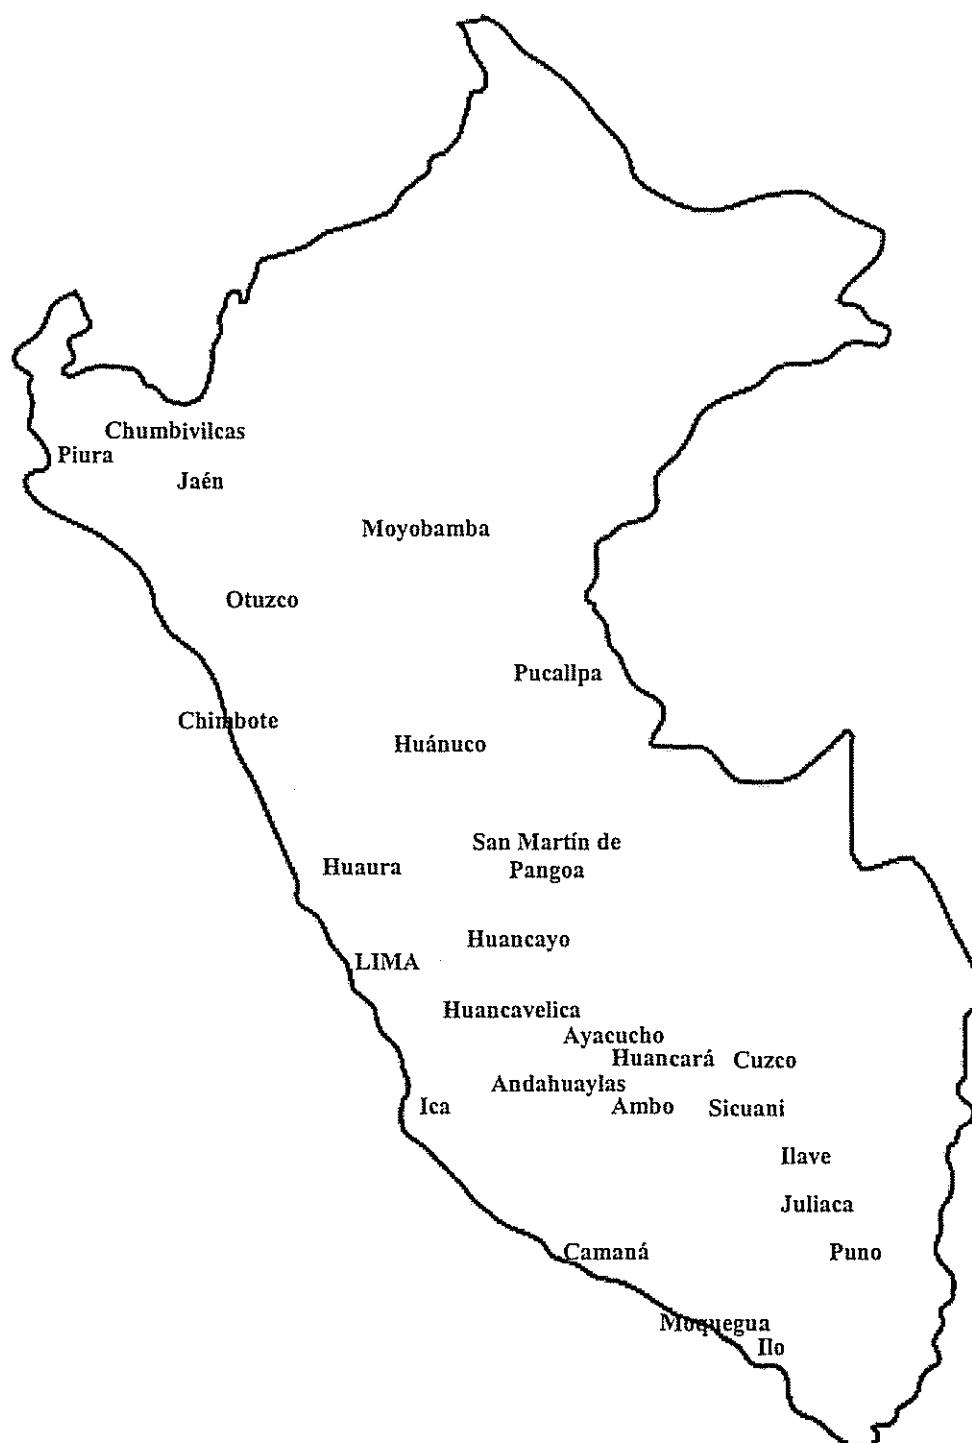 Chumbivilcas
Piura
Jaén
Moyobamba
Otuzco
Pucallpa
Chimbote
Huánuco
San Martín de
Pangoa
Huaura
Huancayo
LIMA
Huancavelica
Ayacucho
Huancará
Cuzco
Andahuaylas
Ica
Ambo
Sicuani
Ilave
Juliaca
Camaná
Puno
Moquegua
Ilo